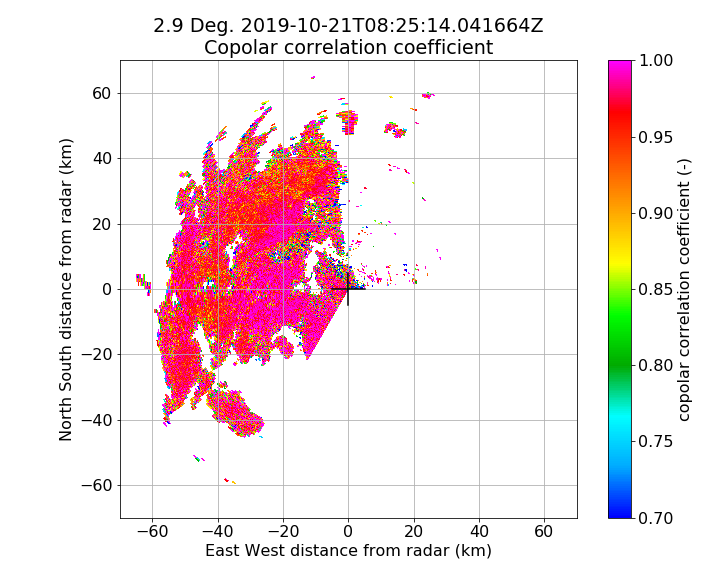 2.9 Deg. 2019-10-21T08:25:14.041664Z
Copolar correlation coefficient
60
40
20
0
−20
−40
−60
North South distance from radar (km)
−60 −40 −20 0 20 40 60
East West distance from radar (km)
1.00
0.95
0.90
0.85
0.80
0.75
0.70
copolar correlation coefficient (-)